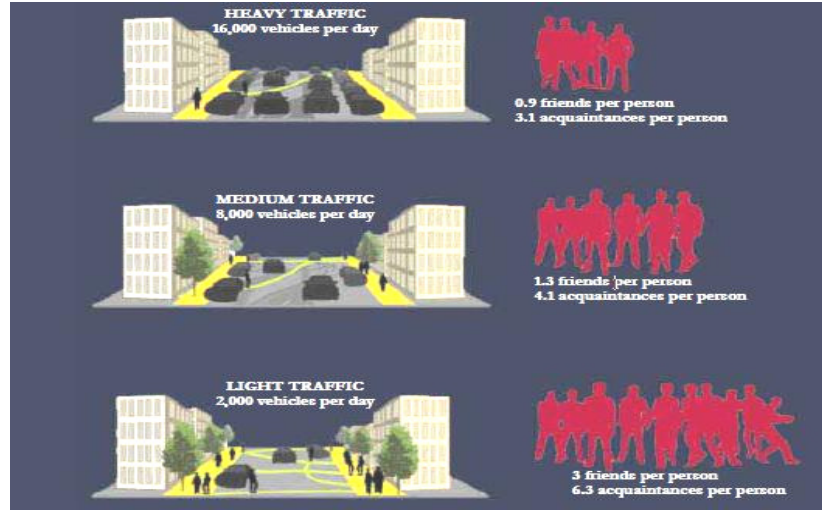 HEAVY TRAFFIC
16,000 vehicles per day
0.9 friends per person
3.1 acquaintances per person
MEDIUM TRAFFIC
8,000 vehicles per day
1.3 friends per person
4.1 acquaintances per person
LIGHT TRAFFIC
2,000 vehicles per day
3 friends per person
6.3 acquaintances per person